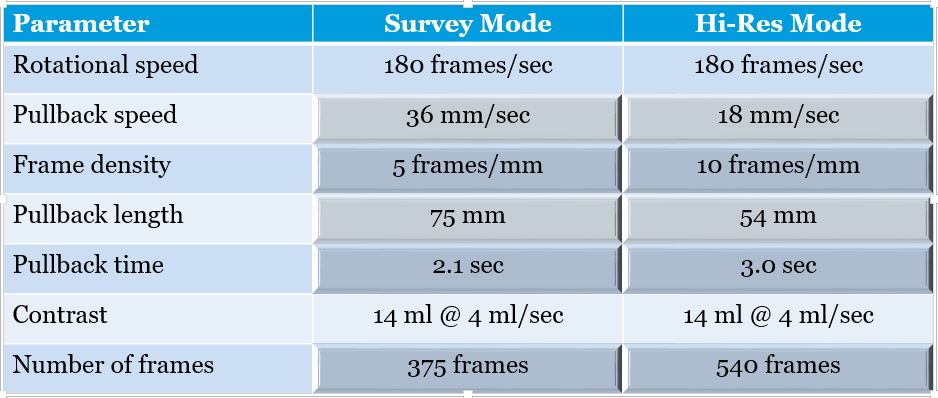 Parameter Survey Mode Hi-Res Mode
Rotational speed 180 frames/sec 180 frames/sec
Pullback speed 36 mm/sec 18 mm/sec
Frame density 5 frames/mm 10 frames/mm
Pullback length 75 mm 54 mm
Pullback time 2.1 sec 3.0 sec
Contrast 14 ml @ 4 ml/sec 14 ml @ 4 ml/sec
Number of frames 375 frames 540 frames